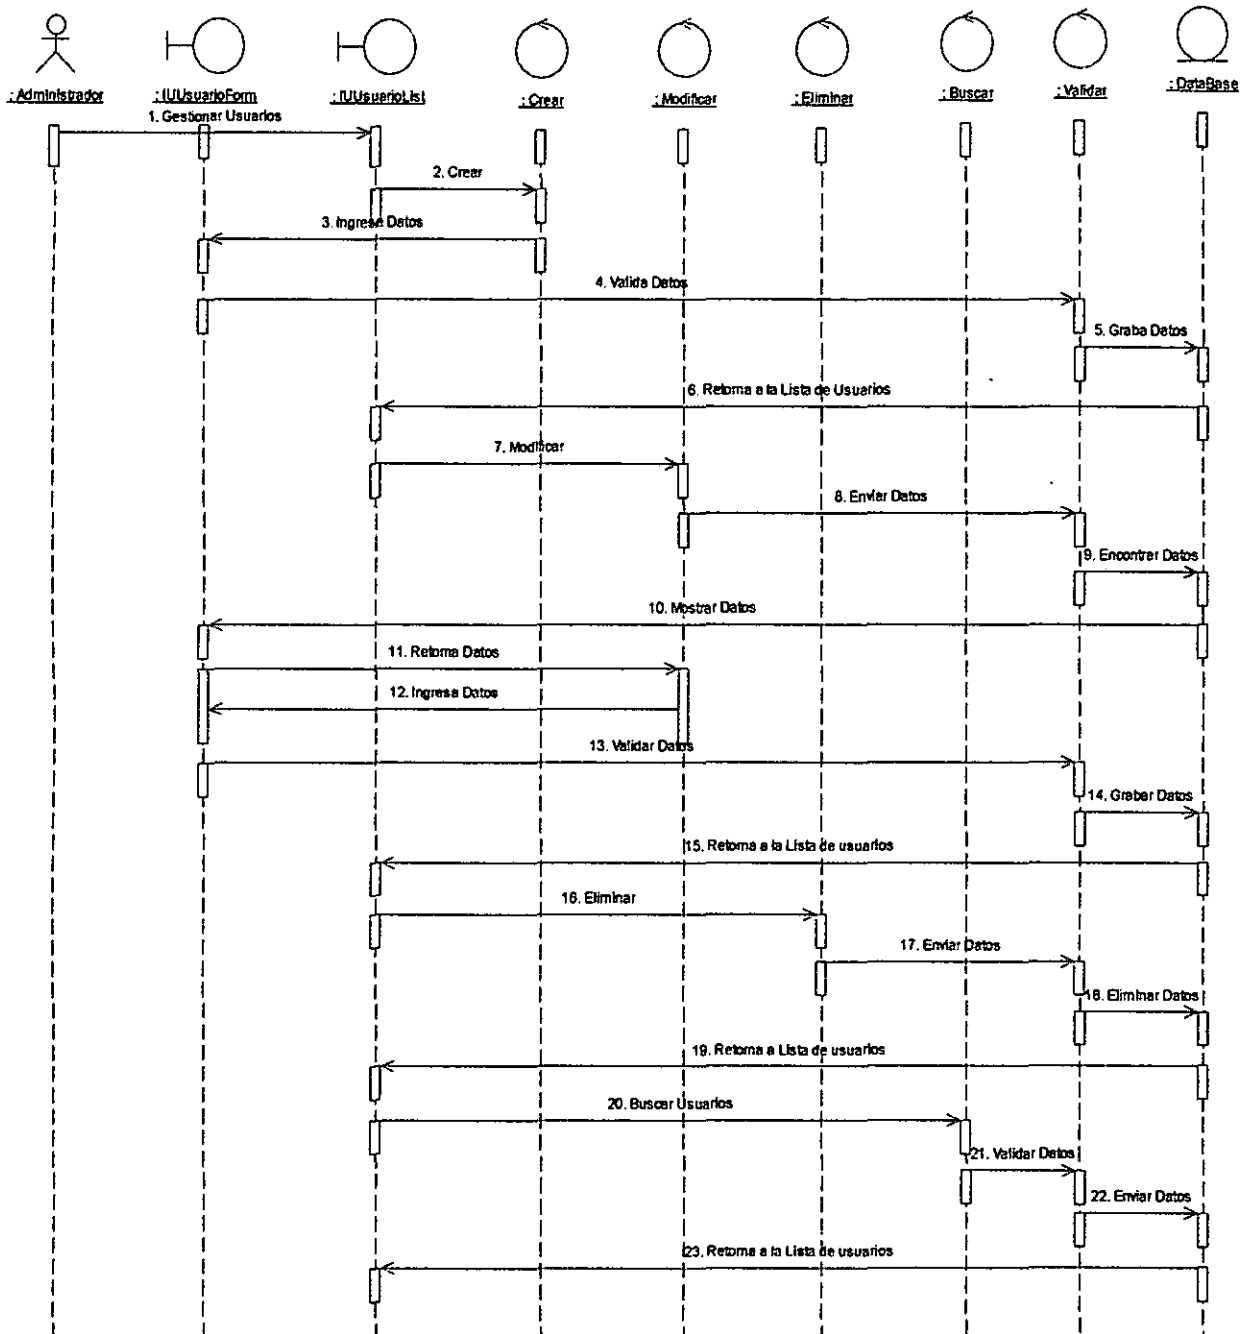 : Administrador
: IUUsuarioForm
: IUUsuarioList
: Crear
: Modificar
: Eliminar
: Buscar
: Validar
: DataBase
1. Gestionar Usuarios
2. Crear
3. Ingresa Datos
4. Valida Datos
5. Graba Datos
6. Retorna a la Lista de Usuarios
7. Modificar
8. Enviar Datos
9. Encontrar Datos
10. Mostrar Datos
11. Retorna Datos
12. Ingresa Datos
13. Validar Datos
14. Grabar Datos
15. Retorna a la Lista de usuarios
16. Eliminar
17. Enviar Datos
18. Eliminar Datos
19. Retorna a Lista de usuarios
20. Buscar Usuarios
21. Validar Datos
22. Enviar Datos
23. Retorna a la Lista de usuarios